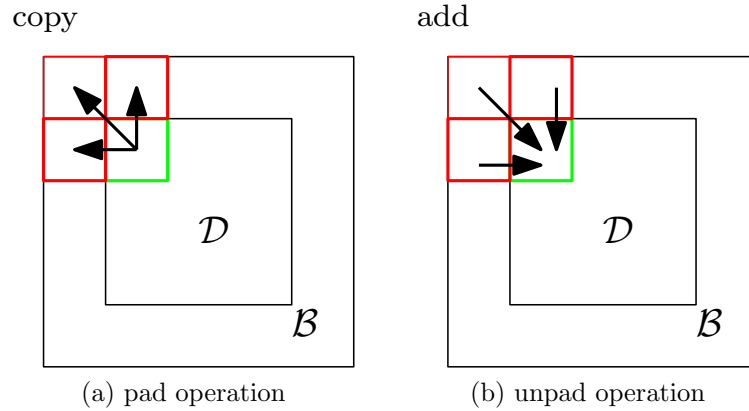 copy
add
𝒟
𝒟
ℬ
ℬ
(a) pad operation
(b) unpad operation